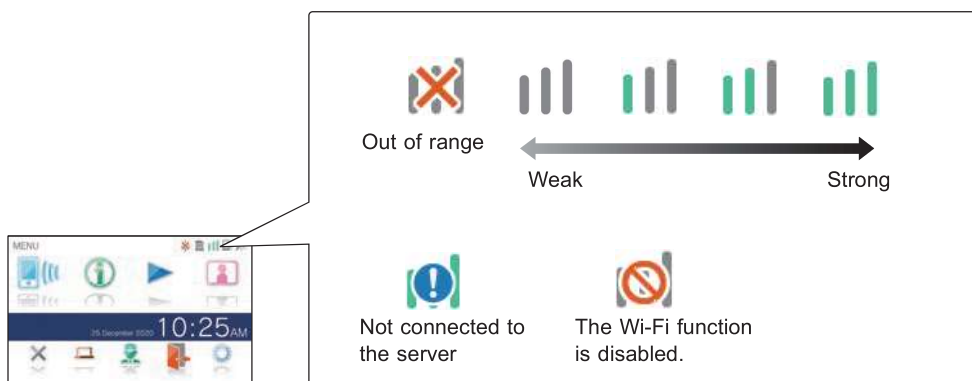 Out of range
Weak
Strong
MENU
25 December 2020 10:25AM
Not connected to
the server
The Wi-Fi function
is disabled.